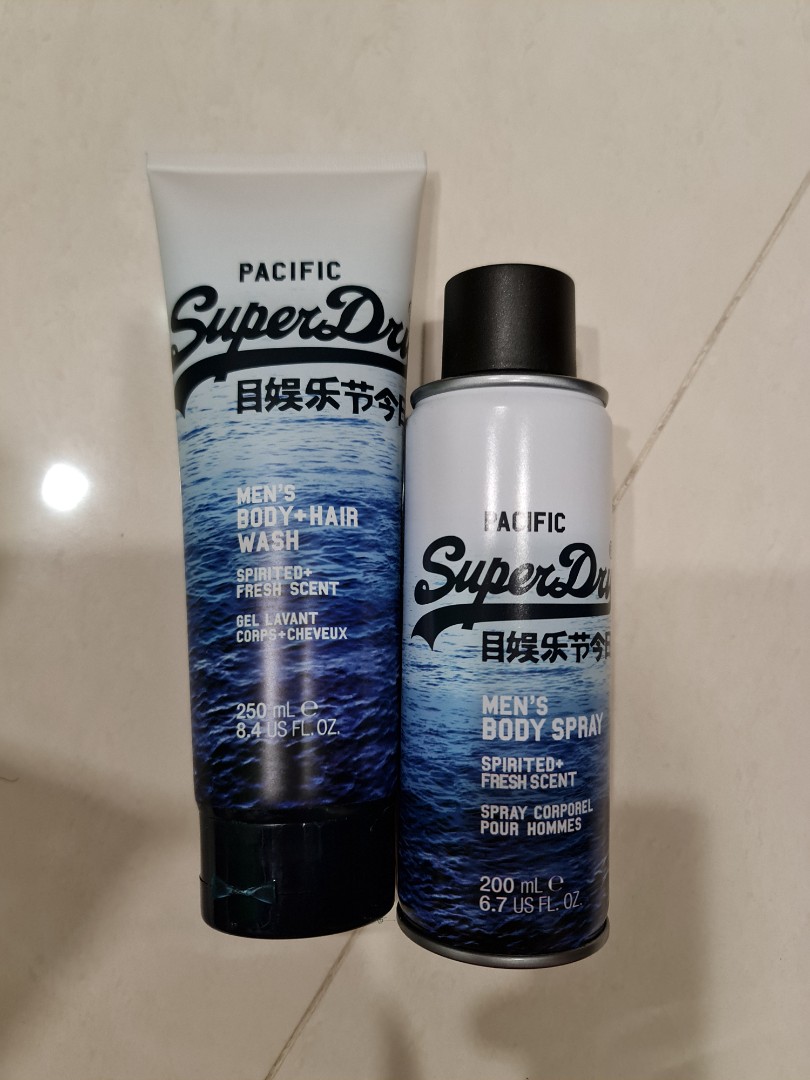 PACIFIC
SuperDry
目娱乐节今日
MEN'S
BODY+HAIR
WASH
SPIRITED+
FRESH SCENT
GEL LAVANT
CORPS+CHEVEUX
250 mL ℮
8.4 US FL. OZ.
PACIFIC
SuperDry
目娱乐节今日
MEN'S
BODY SPRAY
SPIRITED+
FRESH SCENT
SPRAY CORPOREL
POUR HOMMES
200 mL ℮
6.7 US FL. OZ.